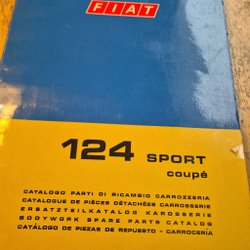 FIAT
124 SPORT
coupé
CATALOGO PARTI DI RICAMBIO CARROZZERIA
CATALOGUE DE PIÈCES DÉTACHÉES CARROSSERIE
ERSATZTEILKATALOG KAROSSERIE
BODYWORK SPARE PARTS CATALOG
CATÁLOGO DE PIEZAS DE REPUESTO - CARROCERÍA